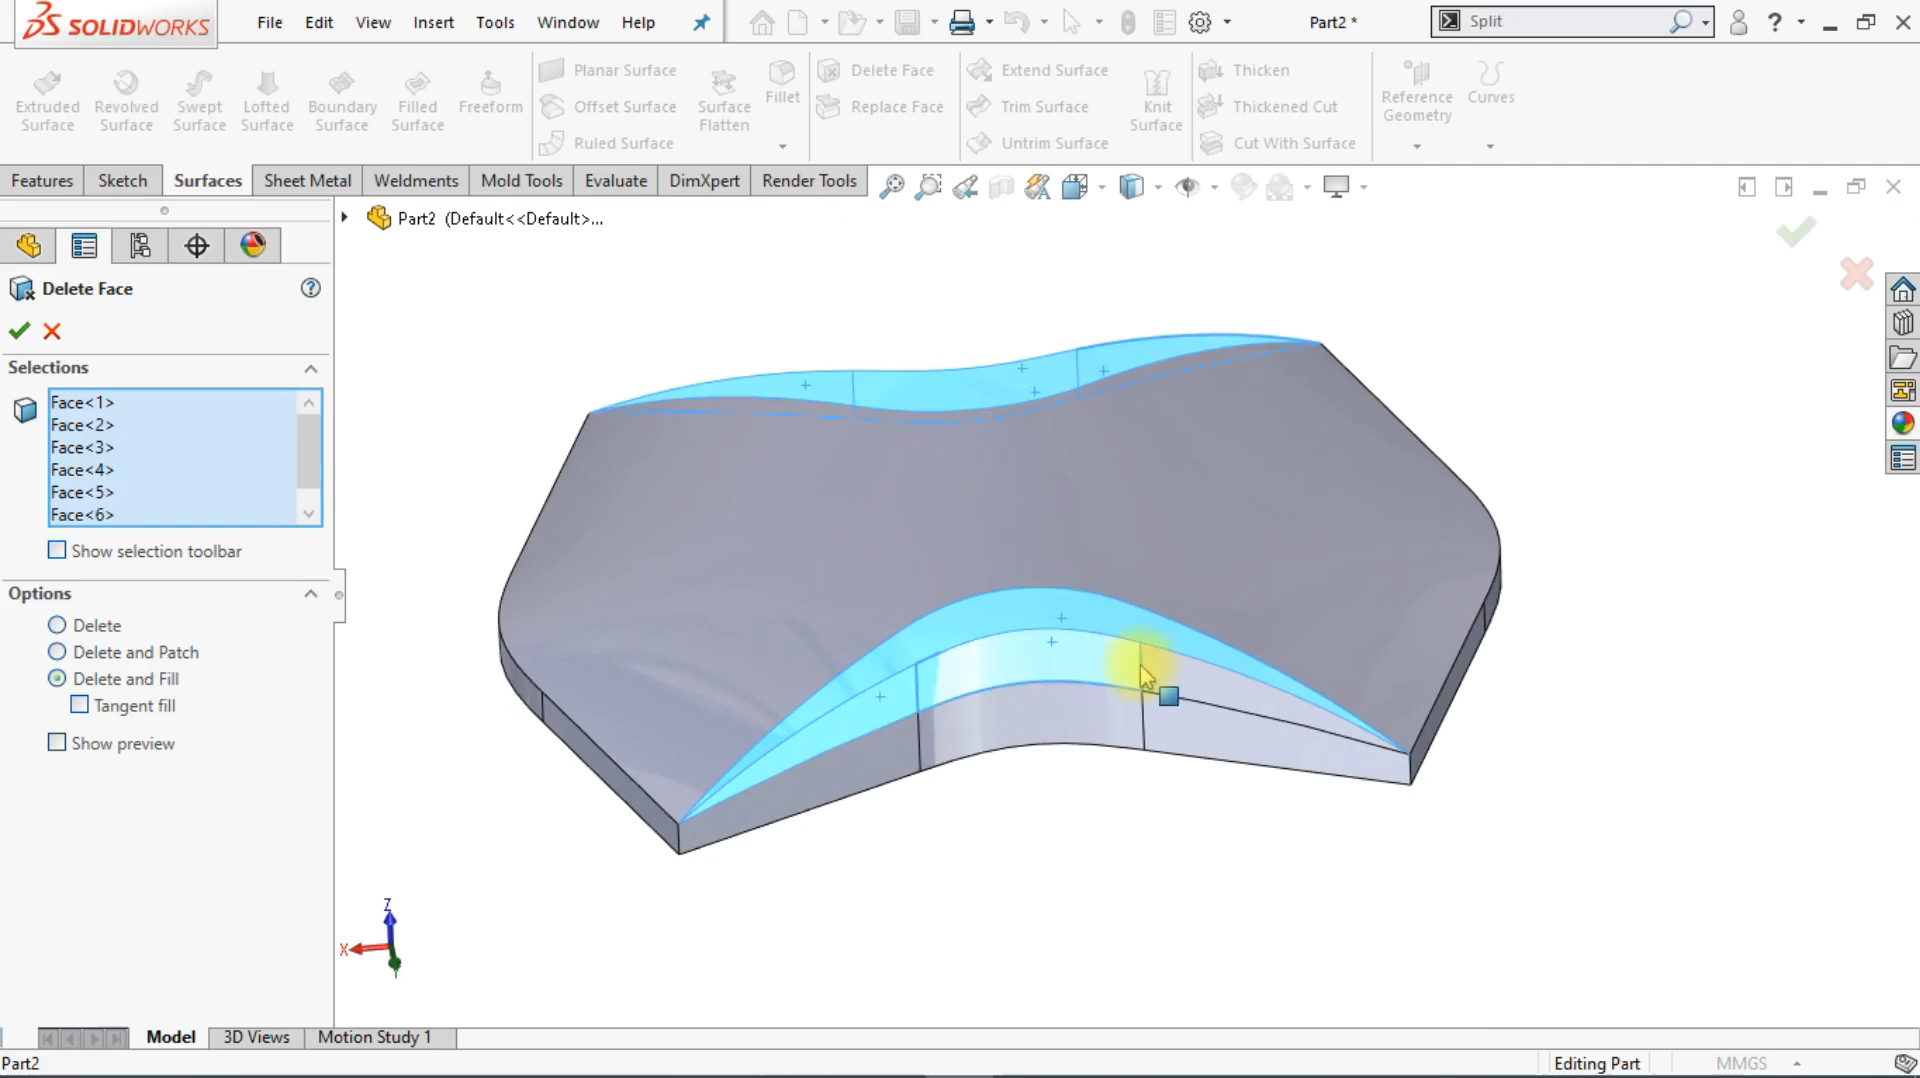 SOLIDWORKS File Edit View Insert Tools Window Help Part2 * Split
Extruded Surface
Revolved Surface
Swept Surface
Lofted Surface
Boundary Surface
Filled Surface
Freeform
Planar Surface
Offset Surface
Ruled Surface
Surface Flatten
Fillet
Delete Face
Replace Face
Extend Surface
Trim Surface
Untrim Surface
Knit Surface
Thicken
Thickened Cut
Cut With Surface
Reference Geometry
Curves
Features Sketch Surfaces Sheet Metal Weldments Mold Tools Evaluate DimXpert Render Tools
Part2 (Default<<Default>...
Delete Face
Selections
Face<1>
Face<2>
Face<3>
Face<4>
Face<5>
Face<6>
Show selection toolbar
Options
Delete
Delete and Patch
Delete and Fill
Tangent fill
Show preview
Z
X
Y
Model 3D Views Motion Study 1
Part2 Editing Part MMGS